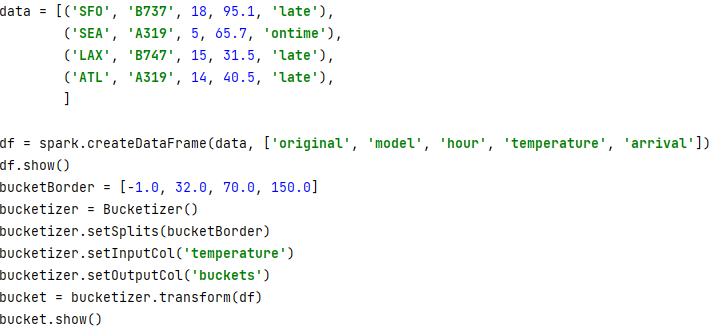 data = [('SFO', 'B737', 18, 95.1, 'late'),
        ('SEA', 'A319', 5, 65.7, 'ontime'),
        ('LAX', 'B747', 15, 31.5, 'late'),
        ('ATL', 'A319', 14, 40.5, 'late'),
        ]
df = spark.createDataFrame(data, ['original', 'model', 'hour', 'temperature', 'arrival'])
df.show()
bucketBorder = [-1.0, 32.0, 70.0, 150.0]
bucketizer = Bucketizer()
bucketizer.setSplits(bucketBorder)
bucketizer.setInputCol('temperature')
bucketizer.setOutputCol('buckets')
bucket = bucketizer.transform(df)
bucket.show()